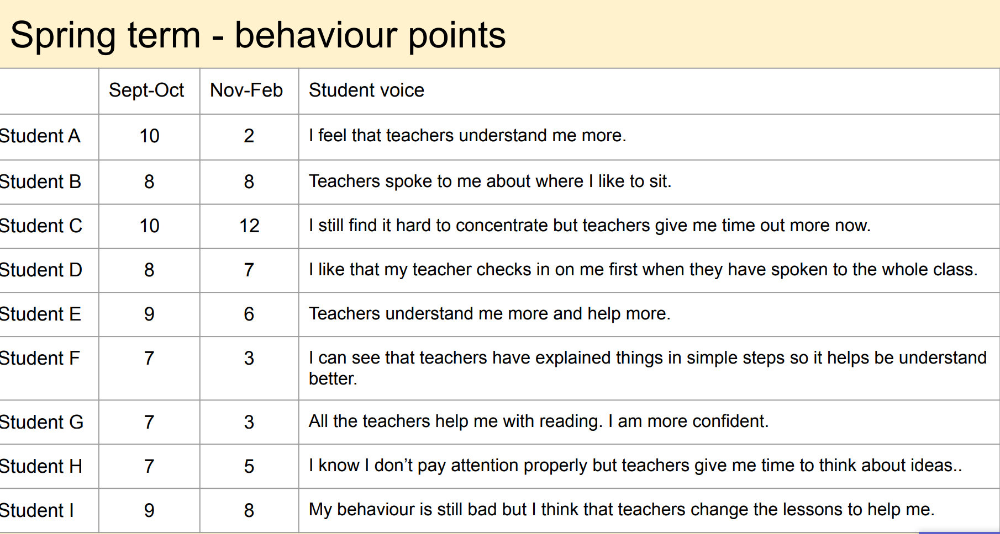 Spring term - behaviour points
Sept-Oct Nov-Feb Student voice
Student A 10 2 I feel that teachers understand me more.
Student B 8 8 Teachers spoke to me about where I like to sit.
Student C 10 12 I still find it hard to concentrate but teachers give me time out more now.
Student D 8 7 I like that my teacher checks in on me first when they have spoken to the whole class.
Student E 9 6 Teachers understand me more and help more.
Student F 7 3 I can see that teachers have explained things in simple steps so it helps be understand
better.
Student G 7 3 All the teachers help me with reading. I am more confident.
Student H 7 5 I know I don’t pay attention properly but teachers give me time to think about ideas..
Student I 9 8 My behaviour is still bad but I think that teachers change the lessons to help me.